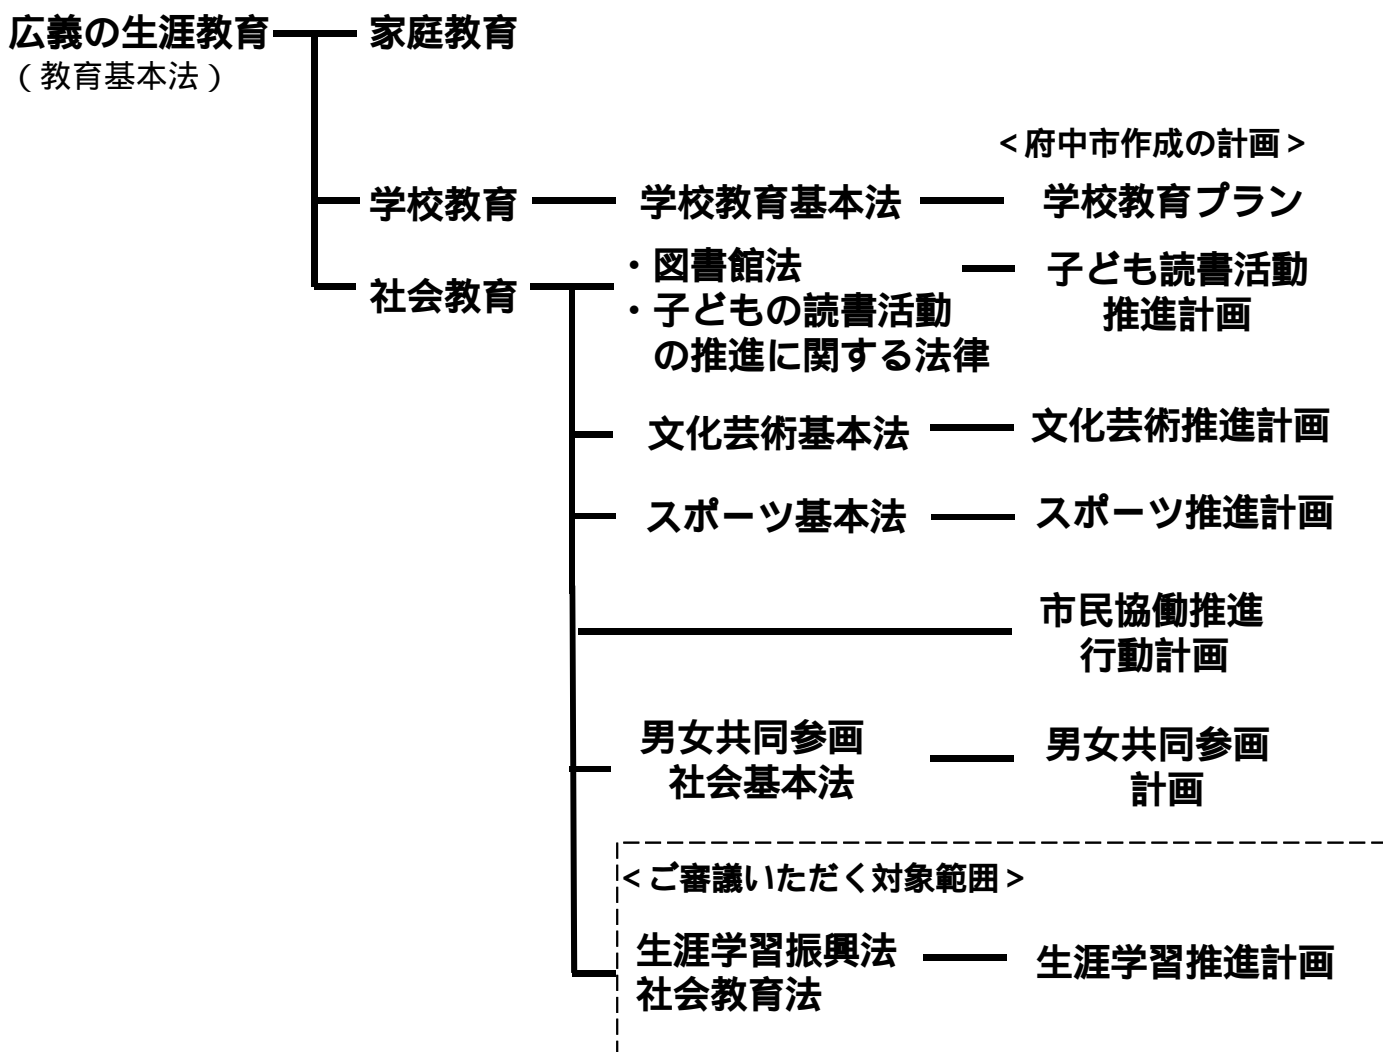 広義の生涯教育
（教育基本法）
家庭教育
＜府中市作成の計画＞
学校教育
学校教育基本法
学校教育プラン
社会教育
・図書館法
・子どもの読書活動
の推進に関する法律
子ども読書活動
推進計画
文化芸術基本法
文化芸術推進計画
スポーツ基本法
スポーツ推進計画
市民協働推進
行動計画
男女共同参画
社会基本法
男女共同参画
計画
＜ご審議いただく対象範囲＞
生涯学習振興法
社会教育法
生涯学習推進計画